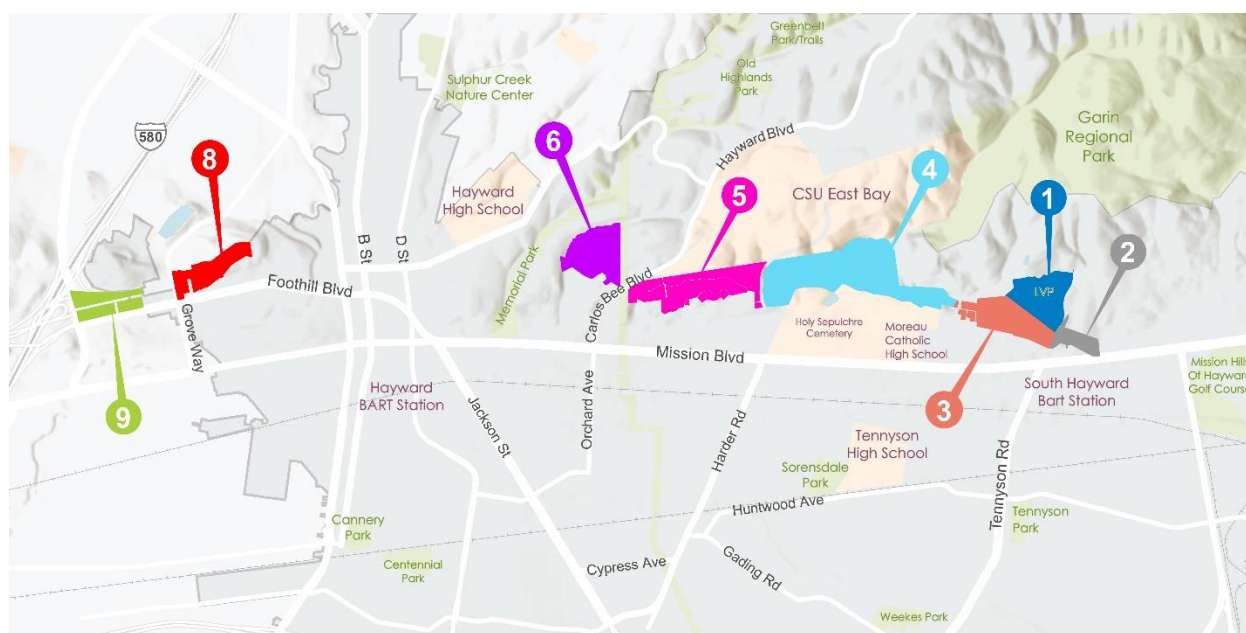 Greenbelt
Park/Trails
Old
Highlands
Park
Sulphur Creek
Nature Center
580
8
6
Hayward Blvd
Garin
Regional
Park
4
Hayward
High School
CSU East Bay
5
1
2
B St
D St
Memorial Park
Carlos Bee Blvd
Foothill Blvd
LVP
Grove Way
Holy Sepulchre
Cemetery
Moreau
Catholic
High School
Mission Blvd
Mission Hills
Of Hayward
Golf Course
9
Hayward
BART Station
Jackson St
Orchard Ave
Harder Rd
3
South Hayward
Bart Station
Tennyson
High School
Sorensdale
Park
Tennyson Rd
Huntwood Ave
Cannery
Park
Tennyson
Park
Centennial
Park
Cypress Ave
Gading Rd
Weekes Park